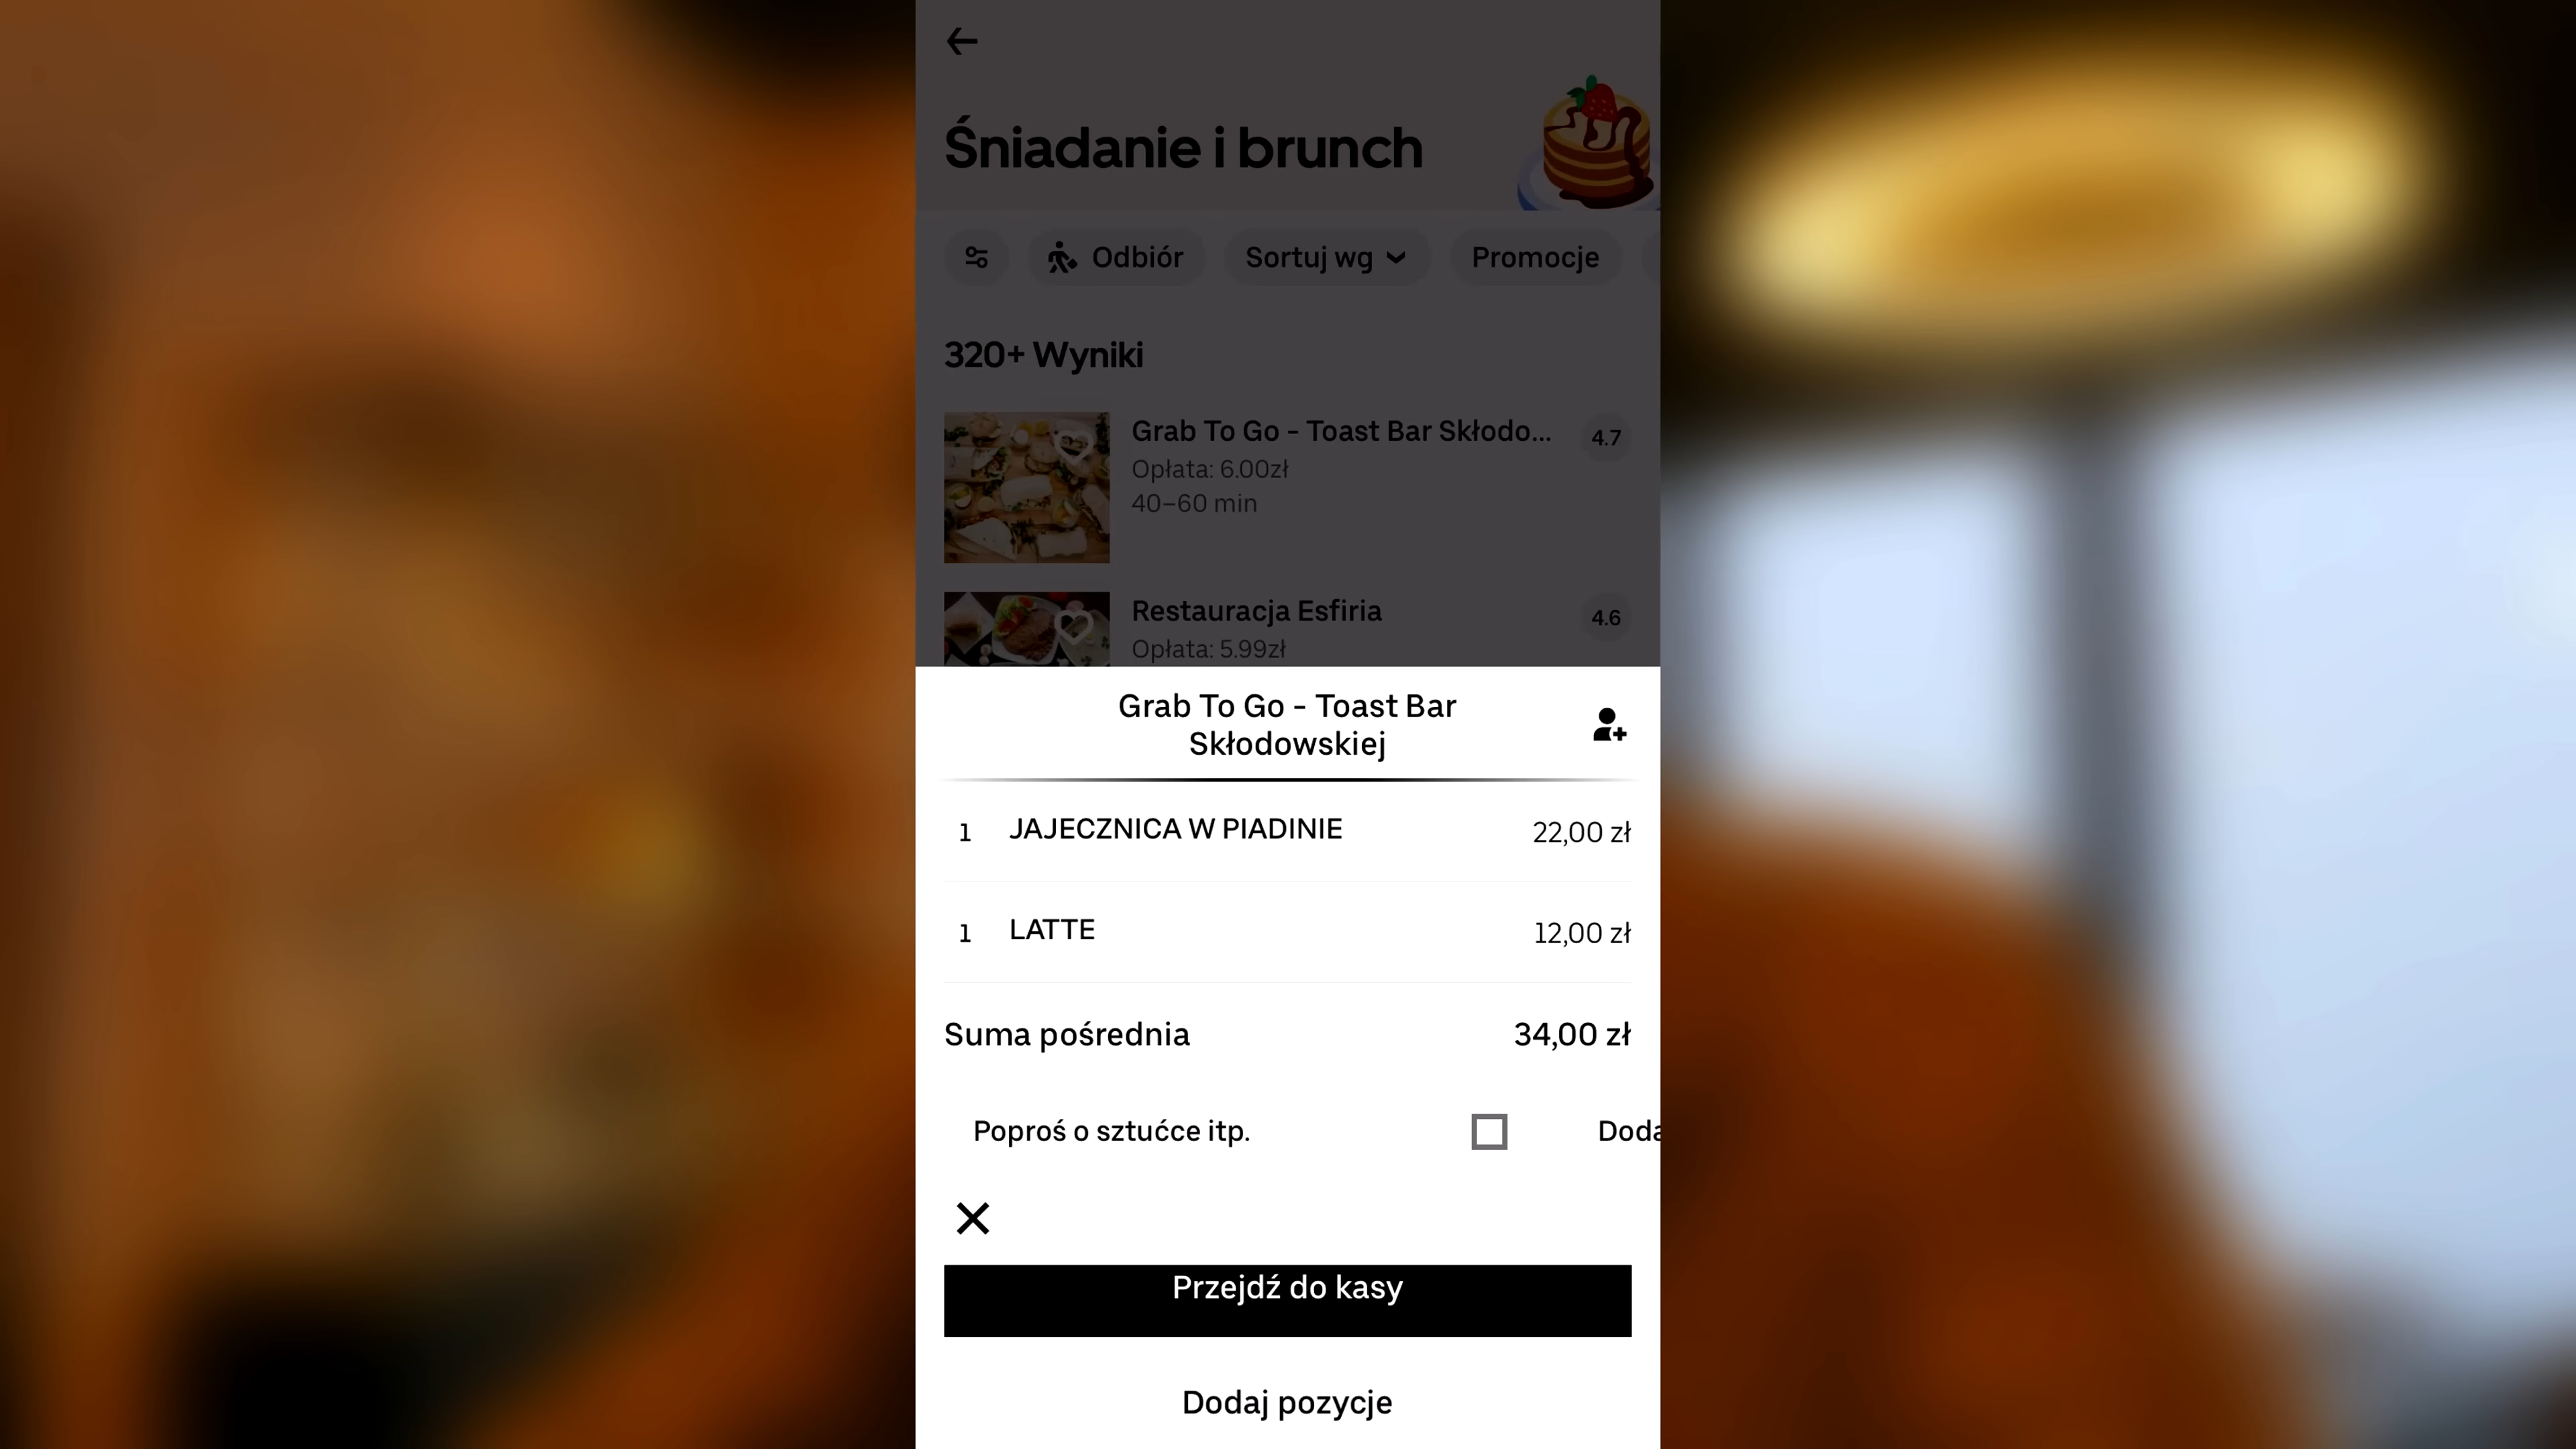 Śniadanie i brunch
Odbiór
Sortuj wg
Promocje
320+ Wyniki
Grab To Go - Toast Bar Skłodo...
4.7
Opłata: 6.00zł
40–60 min
Restauracja Esfiria
4.6
Opłata: 5.99zł
Grab To Go - Toast Bar
Skłodowskiej
1 JAJECZNICA W PIADINIE 22,00 zł
1 LATTE 12,00 zł
Suma pośrednia 34,00 zł
Poproś o sztućce itp.
Przejdź do kasy
Dodaj pozycje